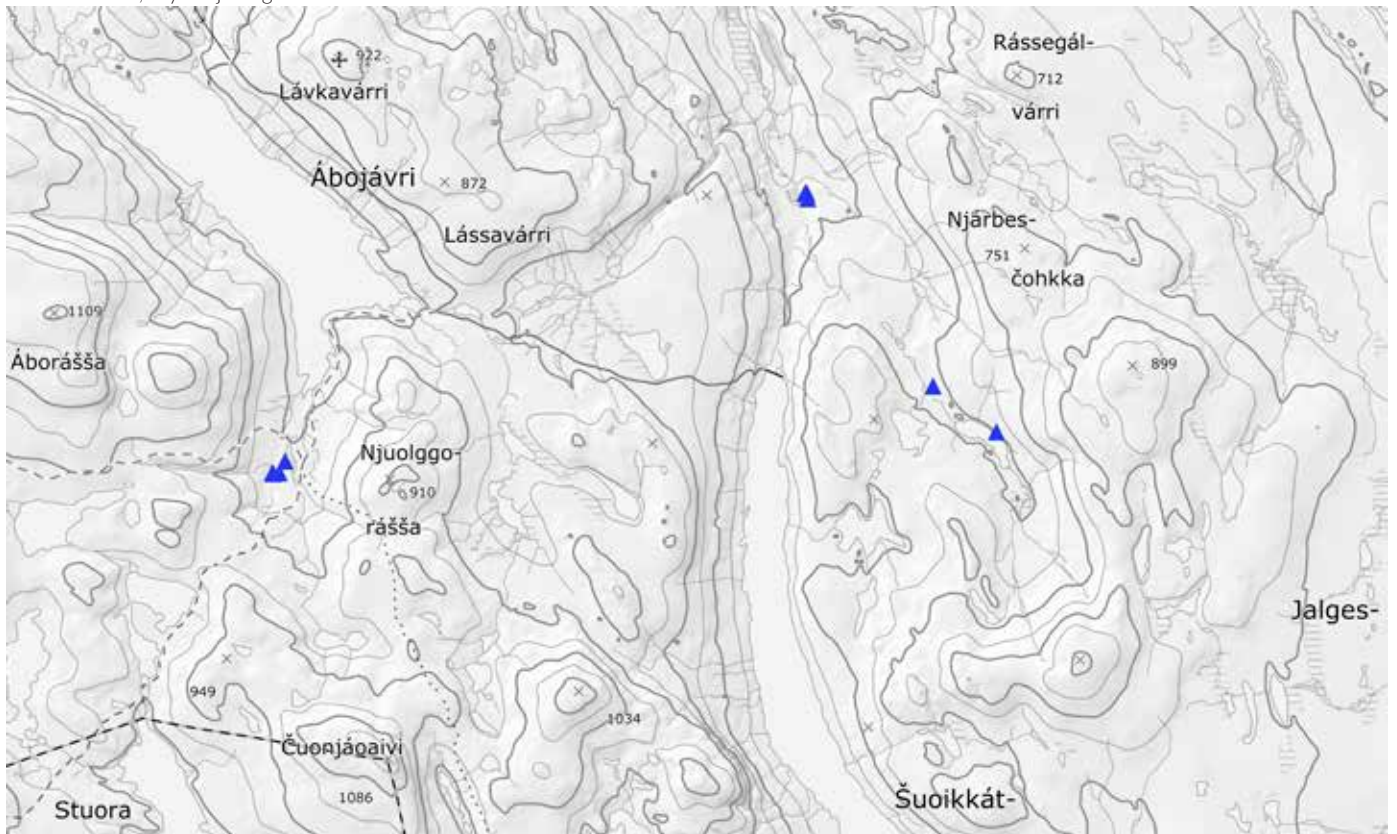 Rássegál-
922
712
Lávkavárri
várri
Ábojávri
872
Njárbes-
Lássavárri
751
čohkka
1109
Áborášša
899
Njuolggo-
910
rášša
Jalges-
949
1034
Čuonjáoaivi
1086
Šuoikkát-
Stuora